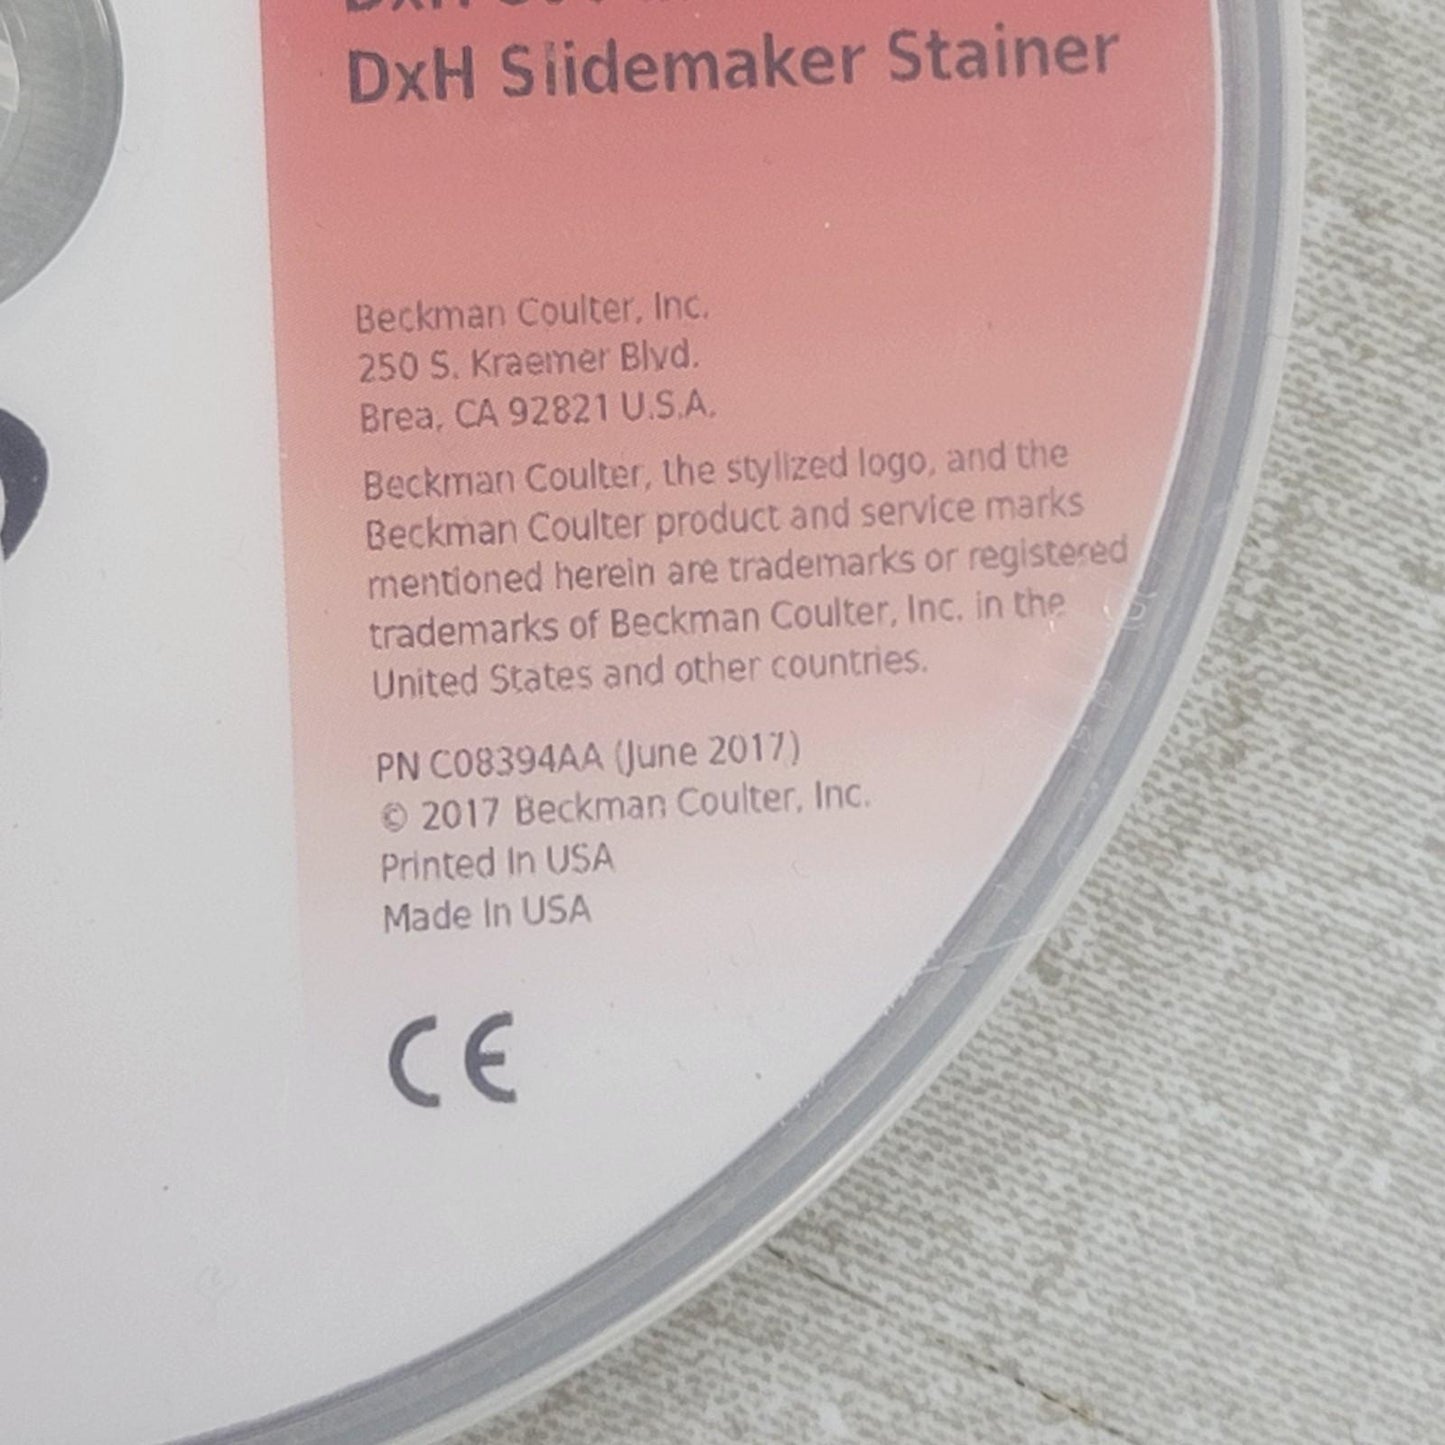 DxH Slidemaker Stainer
Beckman Coulter, Inc.
250 S. Kraemer Blvd.
Brea, CA 92821 U.S.A.
Beckman Coulter, the stylized logo, and the
Beckman Coulter product and service marks
mentioned herein are trademarks or registered
trademarks of Beckman Coulter, Inc. in the
United States and other countries.
PN C08394AA (June 2017)
© 2017 Beckman Coulter, Inc.
Printed In USA
Made In USA
CE